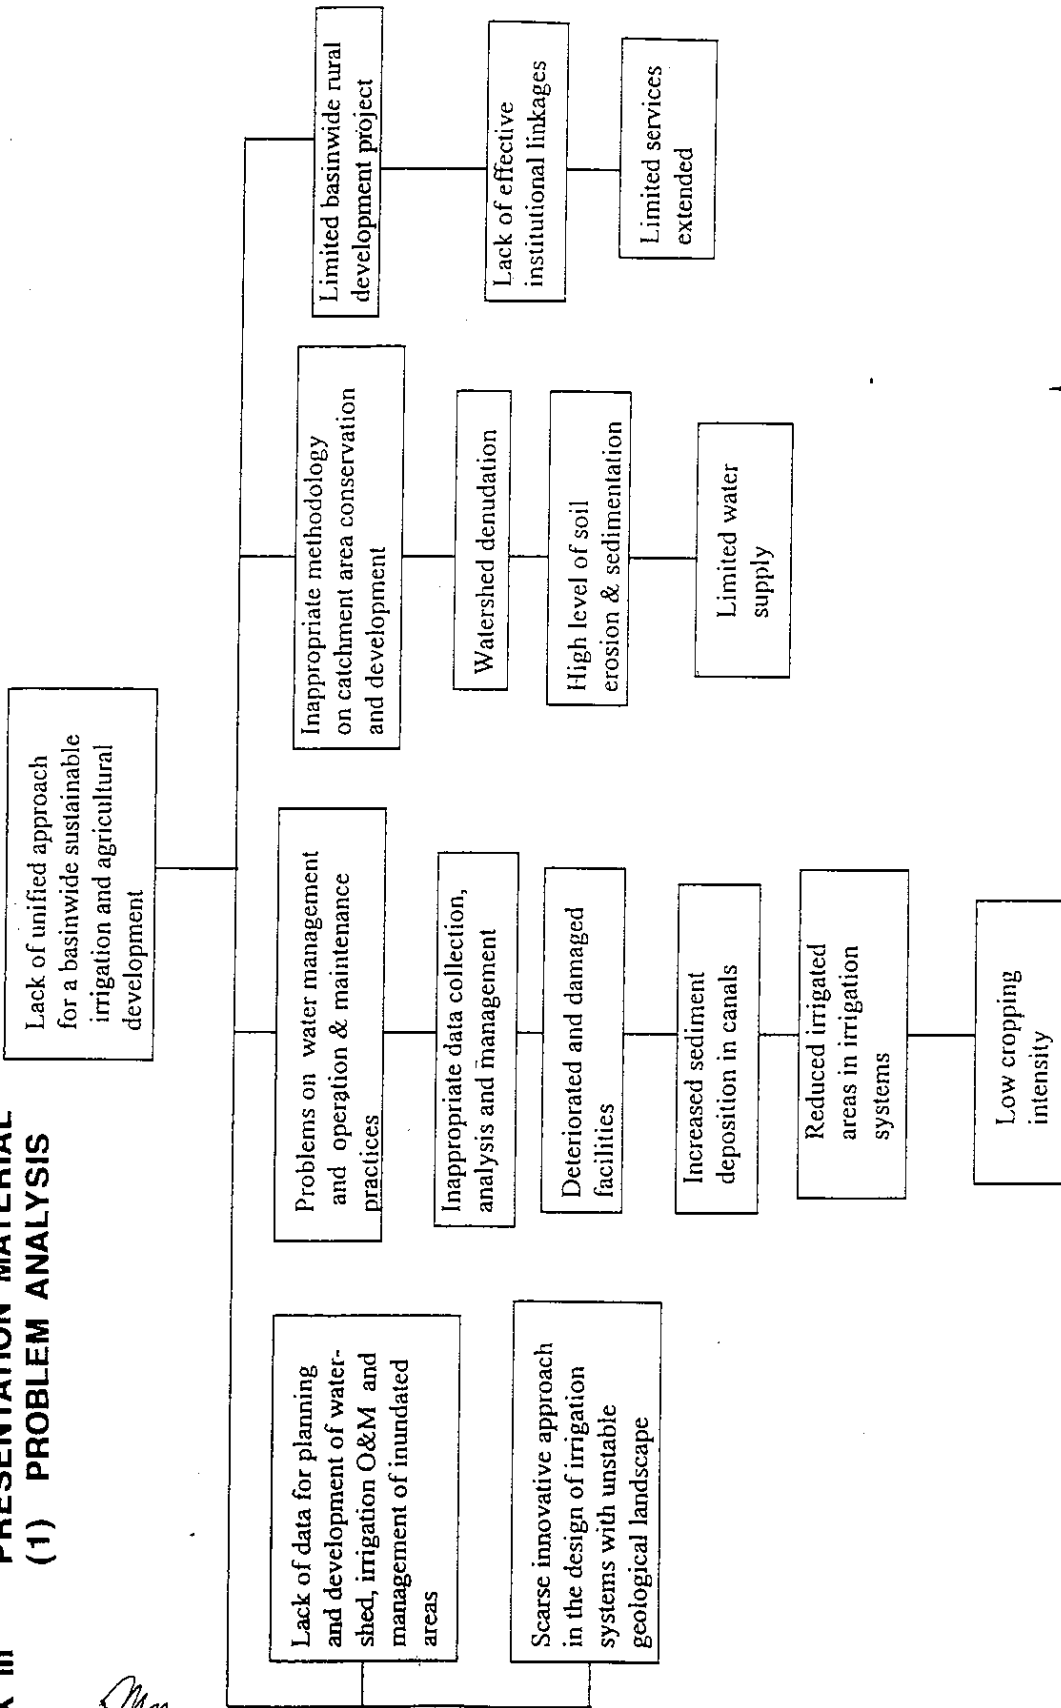 PRESENTATION MATERIAL
(1) PROBLEM ANALYSIS
Lack of unified approach
for a basinwide sustainable
irrigation and agricultural
development
Lack of data for planning
and development of water-
shed, irrigation O&M and
management of inundated
areas
Scarse innovative approach
in the design of irrigation
systems with unstable
geological landscape
Problems on water management
and operation & maintenance
practices
Inappropriate data collection,
analysis and management
Deteriorated and damaged
facilities
Increased sediment
deposition in canals
Reduced irrigated
areas in irrigation
systems
Low cropping
intensity
Inappropriate methodology
on catchment area conservation
and development
Watershed denudation
High level of soil
erosion & sedimentation
Limited water
supply
Limited basinwide rural
development project
Lack of effective
institutional linkages
Limited services
extended